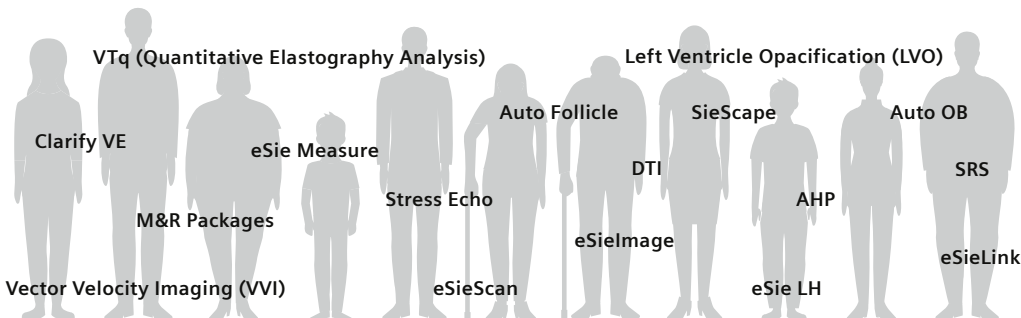 VTq (Quantitative Elastography Analysis)
Left Ventricle Opacification (LVO)
Auto Follicle
SieScape
Auto OB
Clarify VE
eSie Measure
DTI
SRS
Stress Echo
AHP
M&R Packages
eSieImage
eSieLink
Vector Velocity Imaging (VVI)
eSieScan
eSie LH